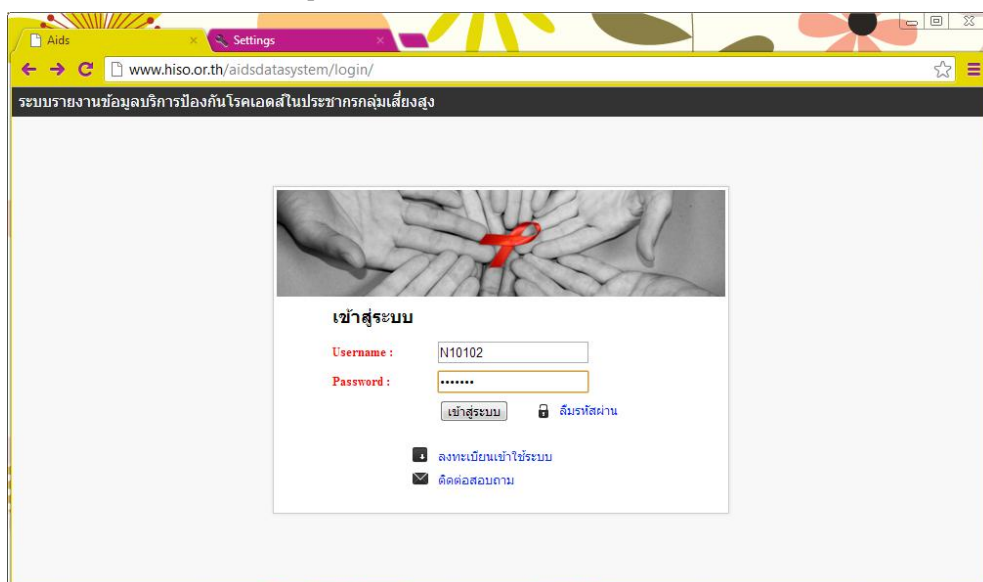 Aids
Settings
www.hiso.or.th/aidsdatasystem/login/
ระบบรายงานข้อมูลบริการป้องกันโรคเอดส์ในประชากรกลุ่มเสี่ยงสูง
เข้าสู่ระบบ
Username : N10102
Password : •••••••
เข้าสู่ระบบ ลืมรหัสผ่าน
ลงทะเบียนเข้าใช้ระบบ
ติดต่อสอบถาม